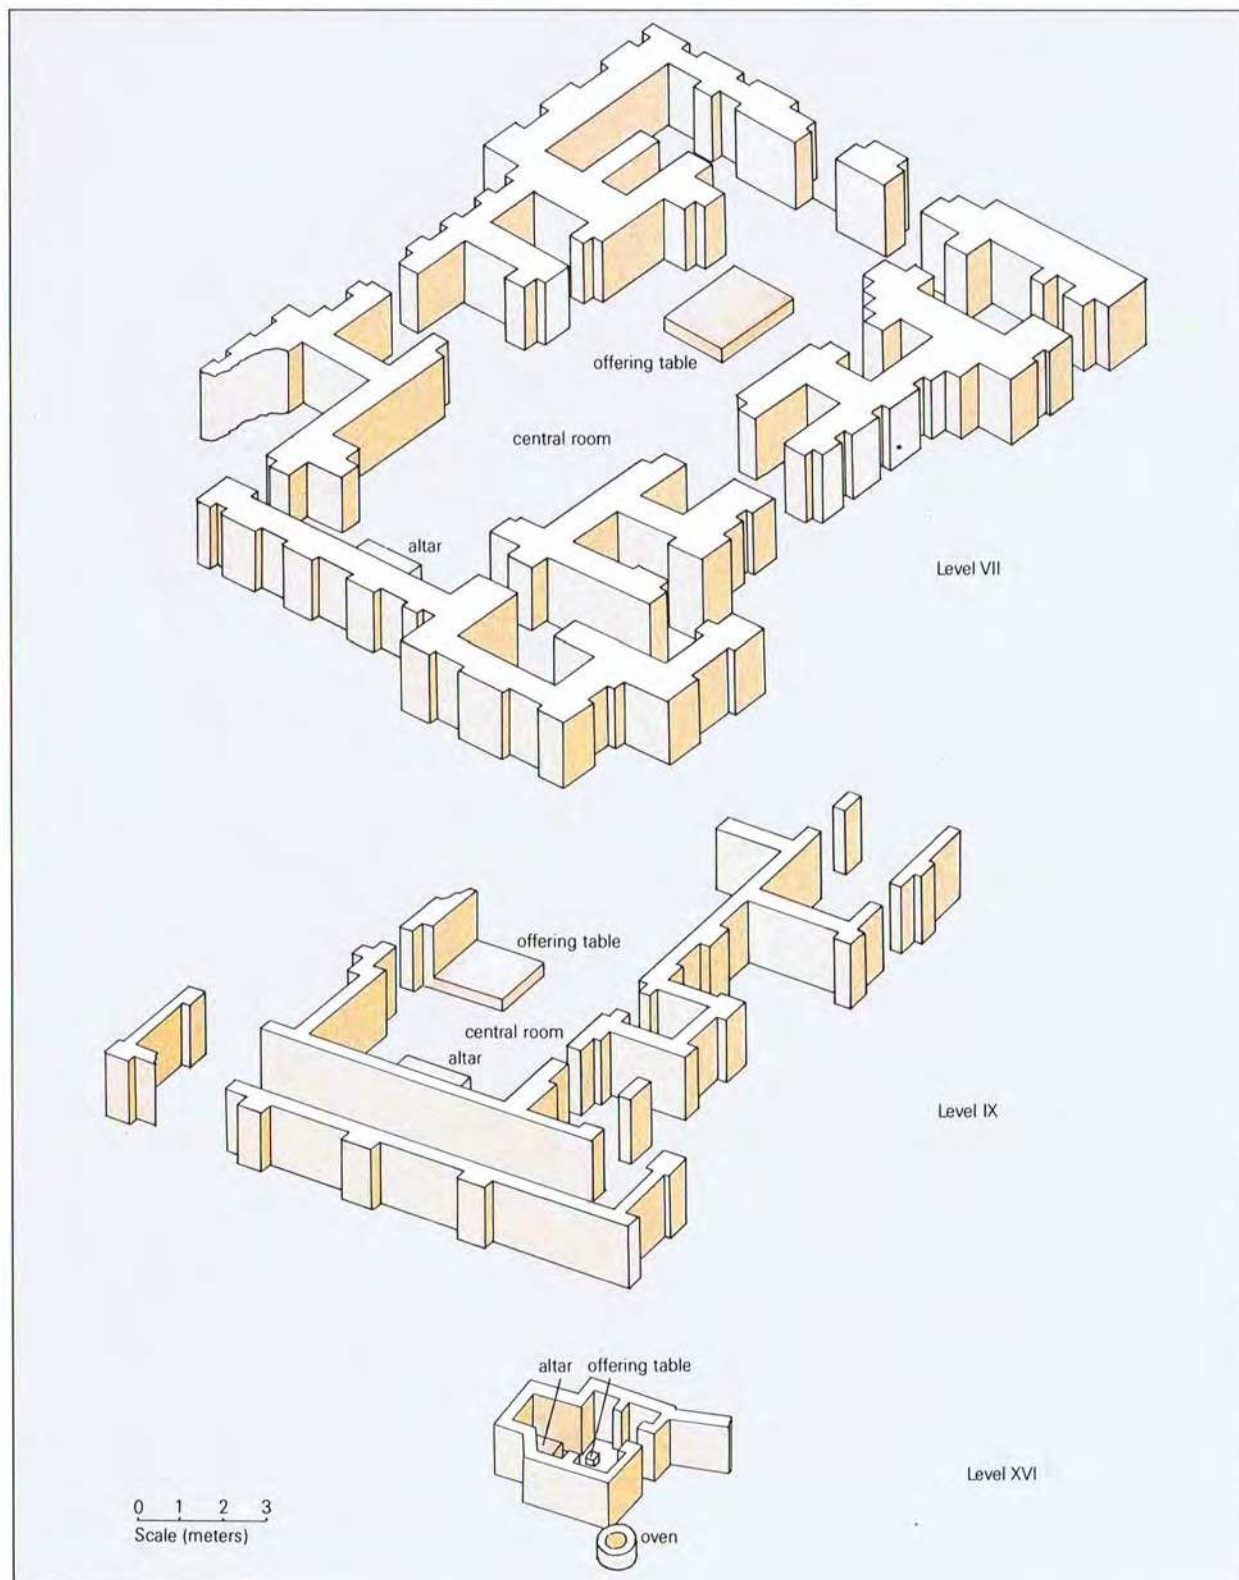 offering table
central room
altar
Level VII
offering table
central room
altar
Level IX
altar offering table
Level XVI
0 1 2 3
Scale (meters)
oven